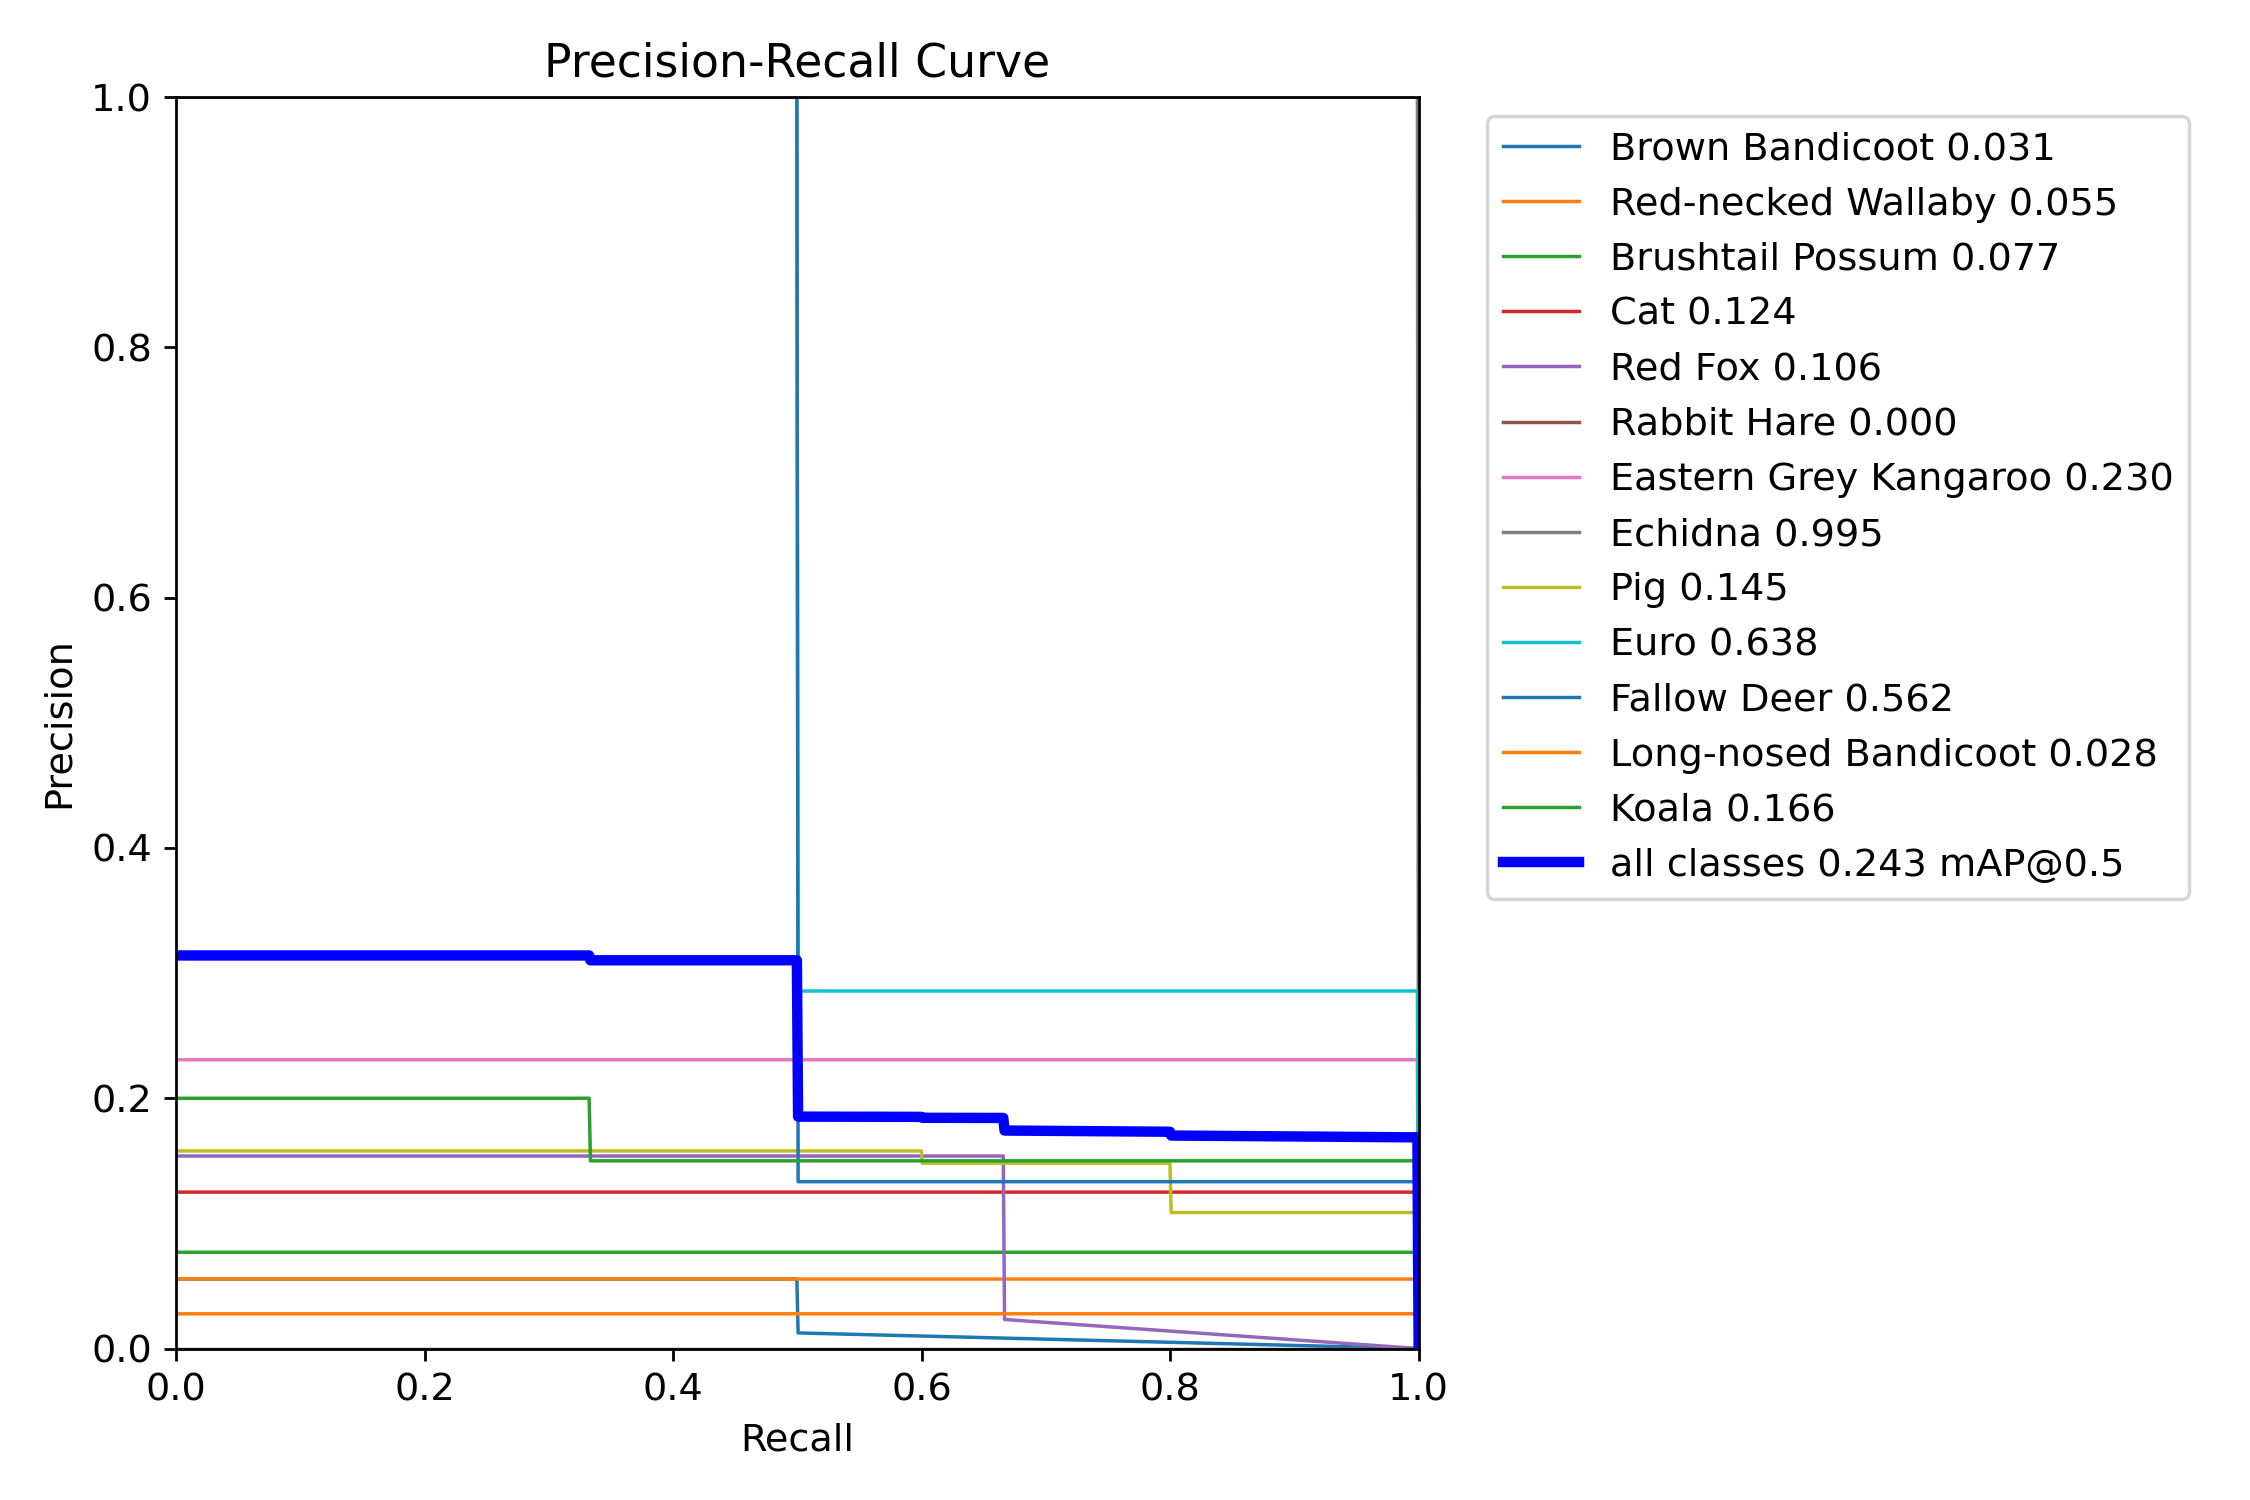 Precision-Recall Curve
1.0
0.8
0.6
0.4
0.2
0.0
Precision
0.0 0.2 0.4 0.6 0.8 1.0
Recall
Brown Bandicoot 0.031
Red-necked Wallaby 0.055
Brushtail Possum 0.077
Cat 0.124
Red Fox 0.106
Rabbit Hare 0.000
Eastern Grey Kangaroo 0.230
Echidna 0.995
Pig 0.145
Euro 0.638
Fallow Deer 0.562
Long-nosed Bandicoot 0.028
Koala 0.166
all classes 0.243 mAP@0.5